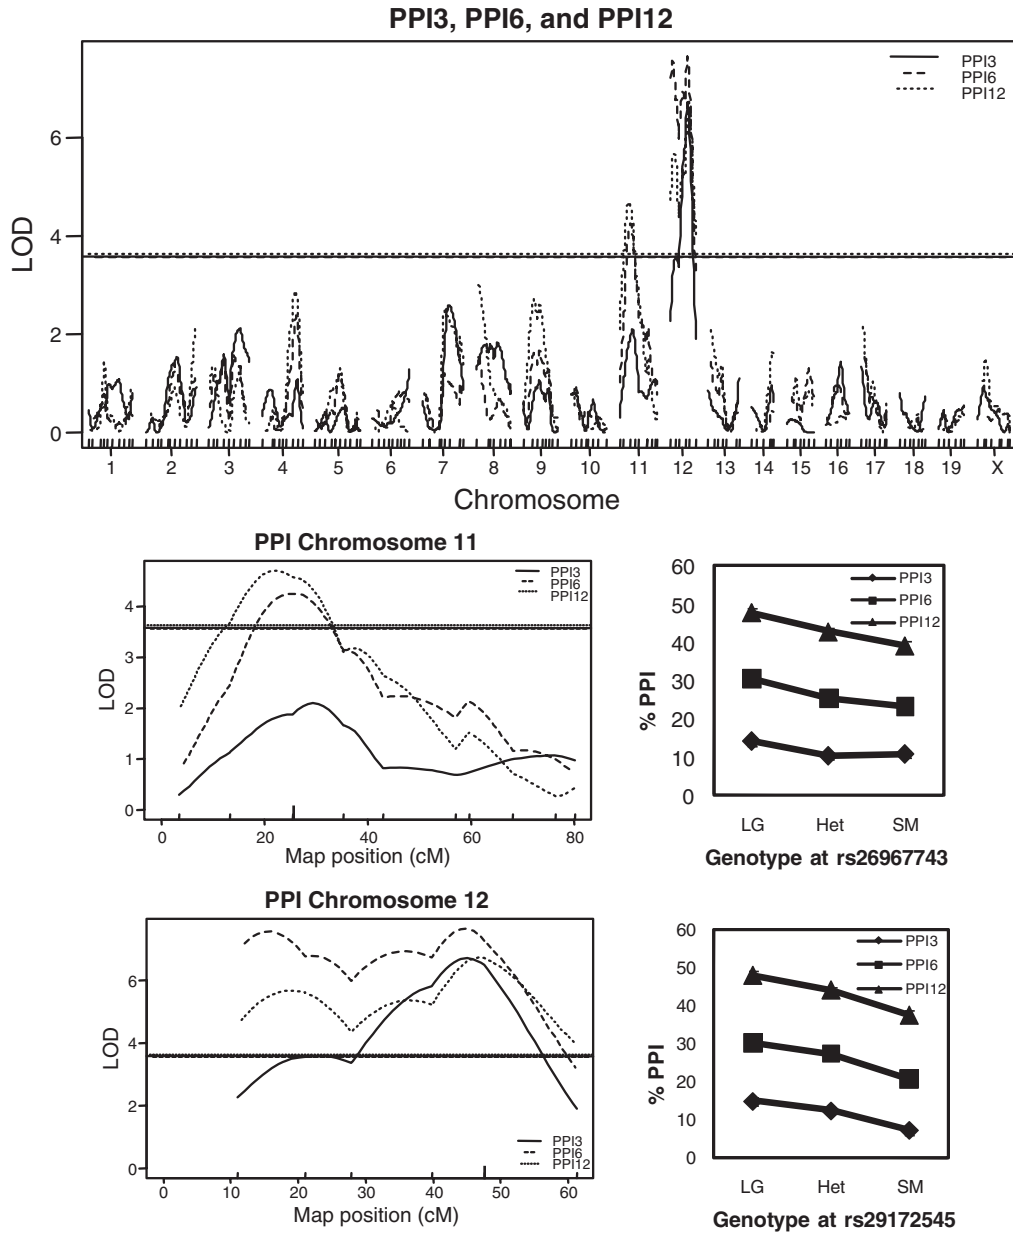 PPI3, PPI6, and PPI12
PPI3
PPI6
PPI12
LOD
6
4
2
0
1 2 3 4 5 6 7 8 9 10 11 12 13 14 15 16 17 18 19 X
Chromosome
PPI Chromosome 11
PPI3
PPI6
PPI12
LOD
4
3
2
1
0
0 20 40 60 80
Map position (cM)
60
50
40
30
20
10
0
% PPI
PPI3
PPI6
PPI12
LG Het SM
Genotype at rs26967743
PPI Chromosome 12
LOD
6
4
2
0
PPI3
PPI6
PPI12
0 10 20 30 40 50 60
Map position (cM)
60
50
40
30
20
10
0
% PPI
PPI3
PPI6
PPI12
LG Het SM
Genotype at rs29172545